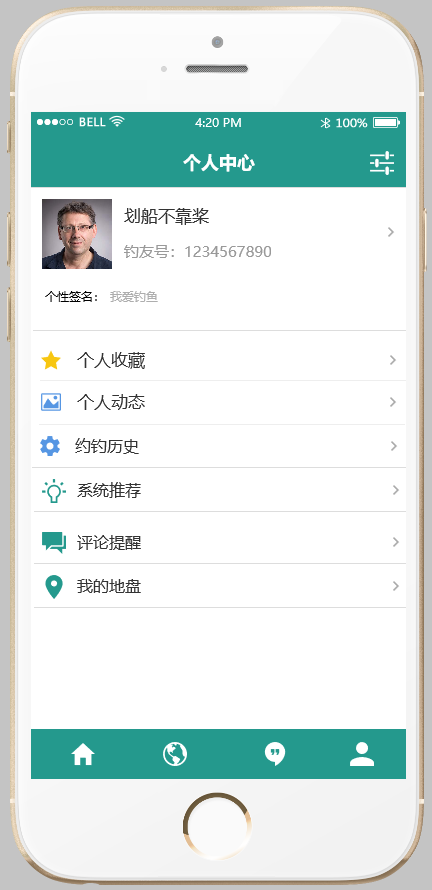 BELL 4:20 PM 100%
个人中心
划船不靠桨
钓友号：1234567890
个性签名： 我爱钓鱼
个人收藏
个人动态
约钓历史
系统推荐
评论提醒
我的地盘